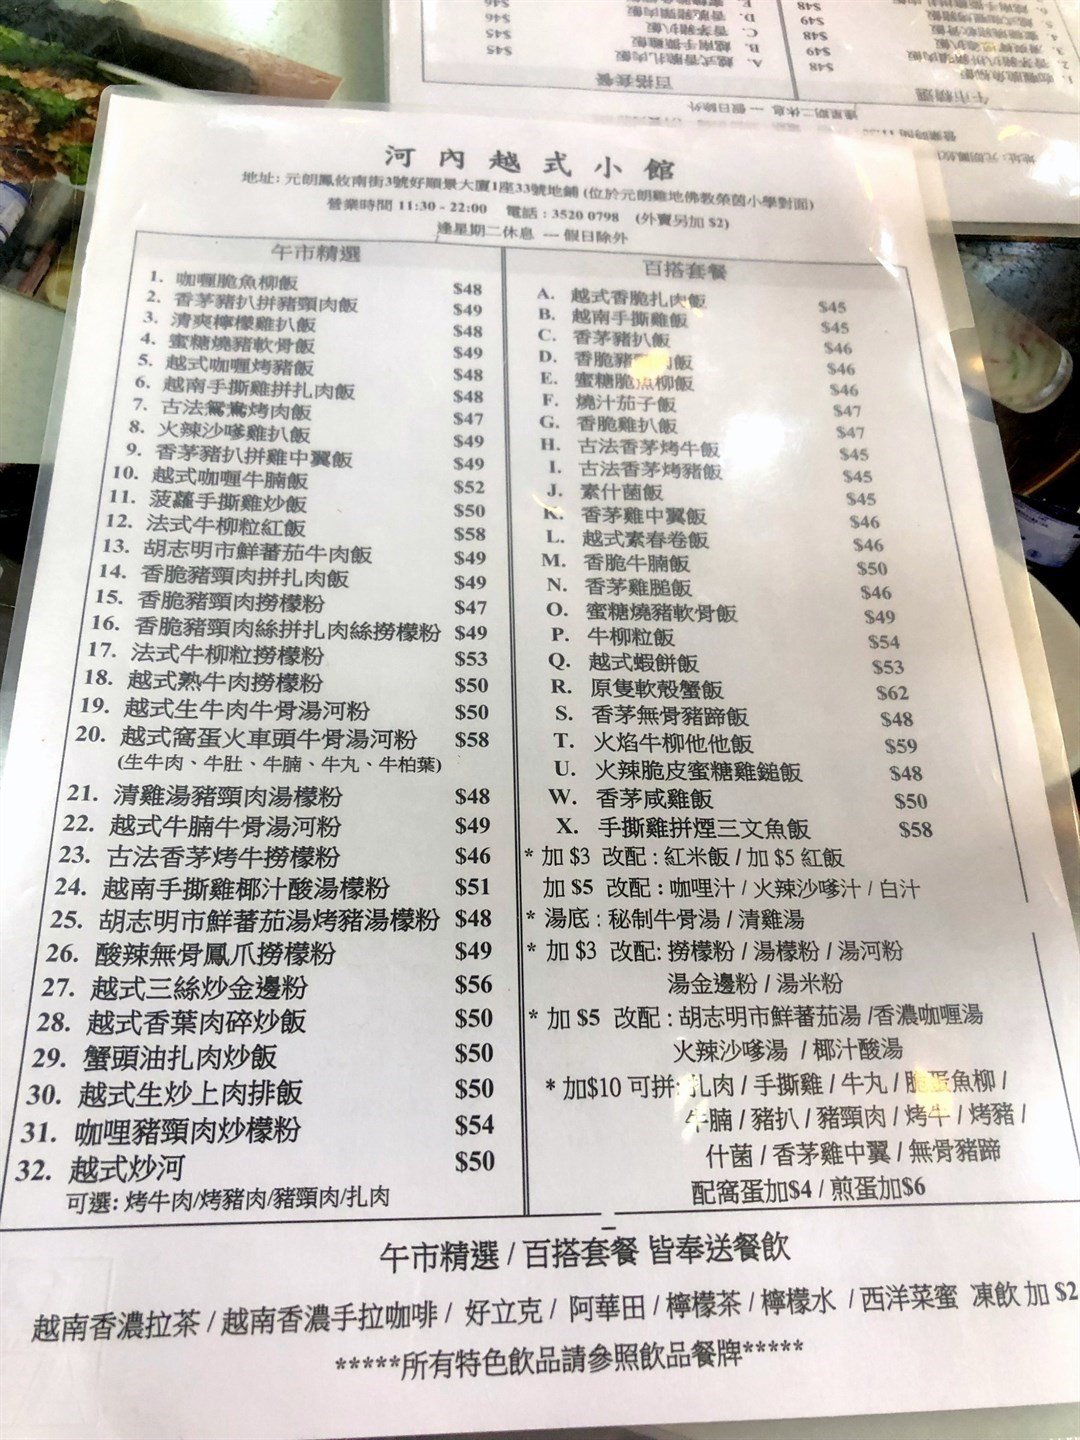 河內越式小館
地址: 元朗鳳攸南街3號好順景大廈1座33號地鋪 (位於元朗雞地佛教榮茵小學對面)
營業時間 11:30 - 22:00 電話 : 3520 0798 (外賣另加 $2)
逢星期二休息 — 假日除外
午市精選
1. 咖喱脆魚柳飯 $48
2. 香茅豬扒拼豬頸肉飯 $49
3. 清爽檸檬雞扒飯 $48
4. 蜜糖燒豬軟骨飯 $49
5. 越式咖喱烤豬飯 $48
6. 越南手撕雞拼扎肉飯 $48
7. 古法鴛鴦烤肉飯 $47
8. 火辣沙嗲雞扒飯 $49
9. 香茅豬扒拼雞中翼飯 $49
10. 越式咖喱牛腩飯 $52
11. 菠蘿手撕雞炒飯 $50
12. 法式牛柳粒紅飯 $58
13. 胡志明市鮮蕃茄牛肉飯 $49
14. 香脆豬頸肉拼扎肉飯 $49
15. 香脆豬頸肉撈檬粉 $47
16. 香脆豬頸肉絲拼扎肉絲撈檬粉 $49
17. 法式牛柳粒撈檬粉 $53
18. 越式熟牛肉撈檬粉 $50
19. 越式生牛肉牛骨湯河粉 $50
20. 越式窩蛋火車頭牛骨湯河粉 $58
(生牛肉、牛肚、牛腩、牛丸、牛柏葉)
21. 清雞湯豬頸肉湯檬粉 $48
22. 越式牛腩牛骨湯河粉 $49
23. 古法香茅烤牛撈檬粉 $46
24. 越南手撕雞椰汁酸湯檬粉 $51
25. 胡志明市鮮蕃茄湯烤豬湯檬粉 $48
26. 酸辣無骨鳳爪撈檬粉 $49
27. 越式三絲炒金邊粉 $56
28. 越式香葉肉碎炒飯 $50
29. 蟹頭油扎肉炒飯 $50
30. 越式生炒上肉排飯 $50
31. 咖哩豬頸肉炒檬粉 $54
32. 越式炒河 $50
可選: 烤牛肉/烤豬肉/豬頸肉/扎肉
百搭套餐
A. 越式香脆扎肉飯 $45
B. 越南手撕雞飯 $45
C. 香茅豬扒飯 $46
D. 香脆豬肉飯 $46
E. 蜜糖脆魚柳飯 $46
F. 燒汁茄子飯 $47
G. 香脆雞扒飯 $47
H. 古法香茅烤牛飯 $45
I. 古法香茅烤豬飯 $45
J. 素什菌飯 $45
K. 香茅雞中翼飯 $46
L. 越式素春卷飯 $46
M. 香脆牛腩飯 $50
N. 香茅雞髀飯 $46
O. 蜜糖燒豬軟骨飯 $49
P. 牛柳粒飯 $54
Q. 越式蝦餅飯 $53
R. 原隻軟殼蟹飯 $62
S. 香茅無骨豬蹄飯 $48
T. 火焰牛柳他他飯 $59
U. 火辣脆皮蜜糖雞鎚飯 $48
W. 香茅咸雞飯 $50
X. 手撕雞拼煙三文魚飯 $58
* 加 $3 改配 : 紅米飯 / 加 $5 紅飯
加 $5 改配 : 咖哩汁 / 火辣沙嗲汁 / 白汁
* 湯底 : 秘制牛骨湯 / 清雞湯
* 加 $3 改配: 撈檬粉 / 湯檬粉 / 湯河粉
湯金邊粉 / 湯米粉
* 加 $5 改配 : 胡志明市鮮蕃茄湯 /香濃咖喱湯
火辣沙嗲湯 / 椰汁酸湯
* 加$10 可拼: 扎肉 / 手撕雞 / 牛丸 / 脆蛋魚柳 /
牛腩 / 豬扒 / 豬頸肉 / 烤牛 / 烤豬 /
什菌 / 香茅雞中翼 / 無骨豬蹄
配窩蛋加$4 / 煎蛋加$6
午市精選 / 百搭套餐 皆奉送餐飲
越南香濃拉茶 / 越南香濃手拉咖啡 / 好立克 / 阿華田 / 檸檬茶 / 檸檬水 / 西洋菜蜜 凍飲 加 $2
*****所有特色飲品請參照飲品餐牌*****